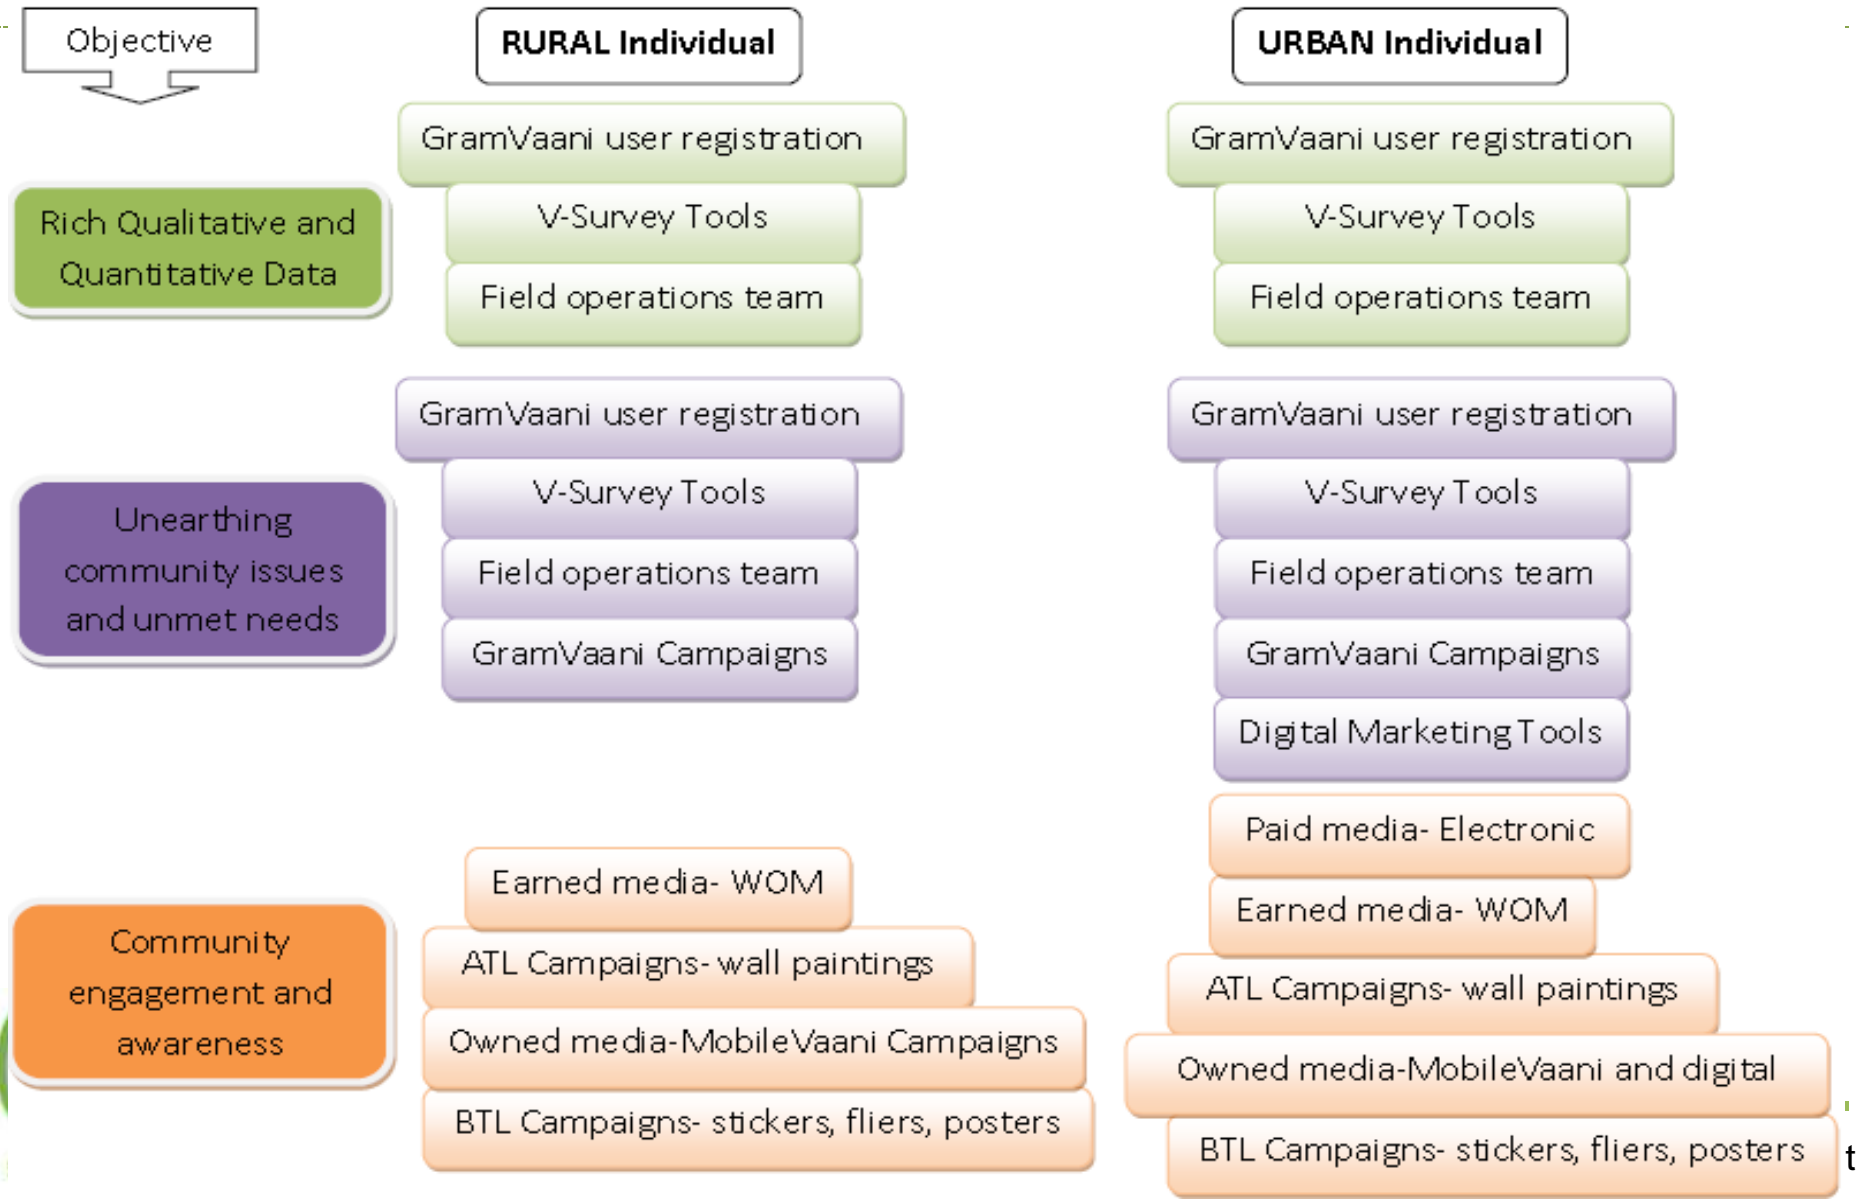 Objective
RURAL Individual
URBAN Individual
Rich Qualitative and
Quantitative Data
GramVaani user registration
V-Survey Tools
Field operations team
GramVaani user registration
V-Survey Tools
Field operations team
Unearthing
community issues
and unmet needs
GramVaani user registration
V-Survey Tools
Field operations team
GramVaani Campaigns
GramVaani user registration
V-Survey Tools
Field operations team
GramVaani Campaigns
Digital Marketing Tools
Community
engagement and
awareness
Earned media- WOM
ATL Campaigns- wall paintings
Owned media-MobileVaani Campaigns
BTL Campaigns- stickers, fliers, posters
Paid media- Electronic
Earned media- WOM
ATL Campaigns- wall paintings
Owned media-MobileVaani and digital
BTL Campaigns- stickers, fliers, posters
t